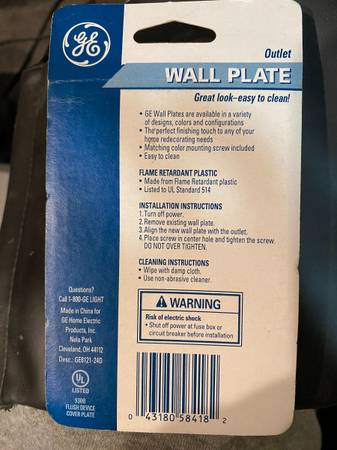 GE
Outlet
WALL PLATE
Great look–easy to clean!
• GE Wall Plates are available in a variety
of designs, colors and configurations
• The perfect finishing touch to any of your
home redecorating needs
• Matching color mounting screw included
• Easy to clean
FLAME RETARDANT PLASTIC
• Made from Flame Retardant plastic
• Listed to UL Standard 514
INSTALLATION INSTRUCTIONS
1. Turn off power.
2. Remove existing wall plate.
3. Align the new wall plate with the outlet.
4. Place screw in center hole and tighten the screw.
DO NOT OVER TIGHTEN.
CLEANING INSTRUCTIONS
• Wipe with damp cloth.
• Use non-abrasive cleaner.
WARNING
Risk of electric shock
• Shut off power at fuse box or
circuit breaker before installation
Questions?
Call 1-800-GE LIGHT
Made in China for
GE Home Electric
Products, Inc.
Nela Park
Cleveland, OH 44112
Desc.: GE8121-24D
UL
LISTED
93D8
FLUSH DEVICE
COVER PLATE
0 43180 58418 2